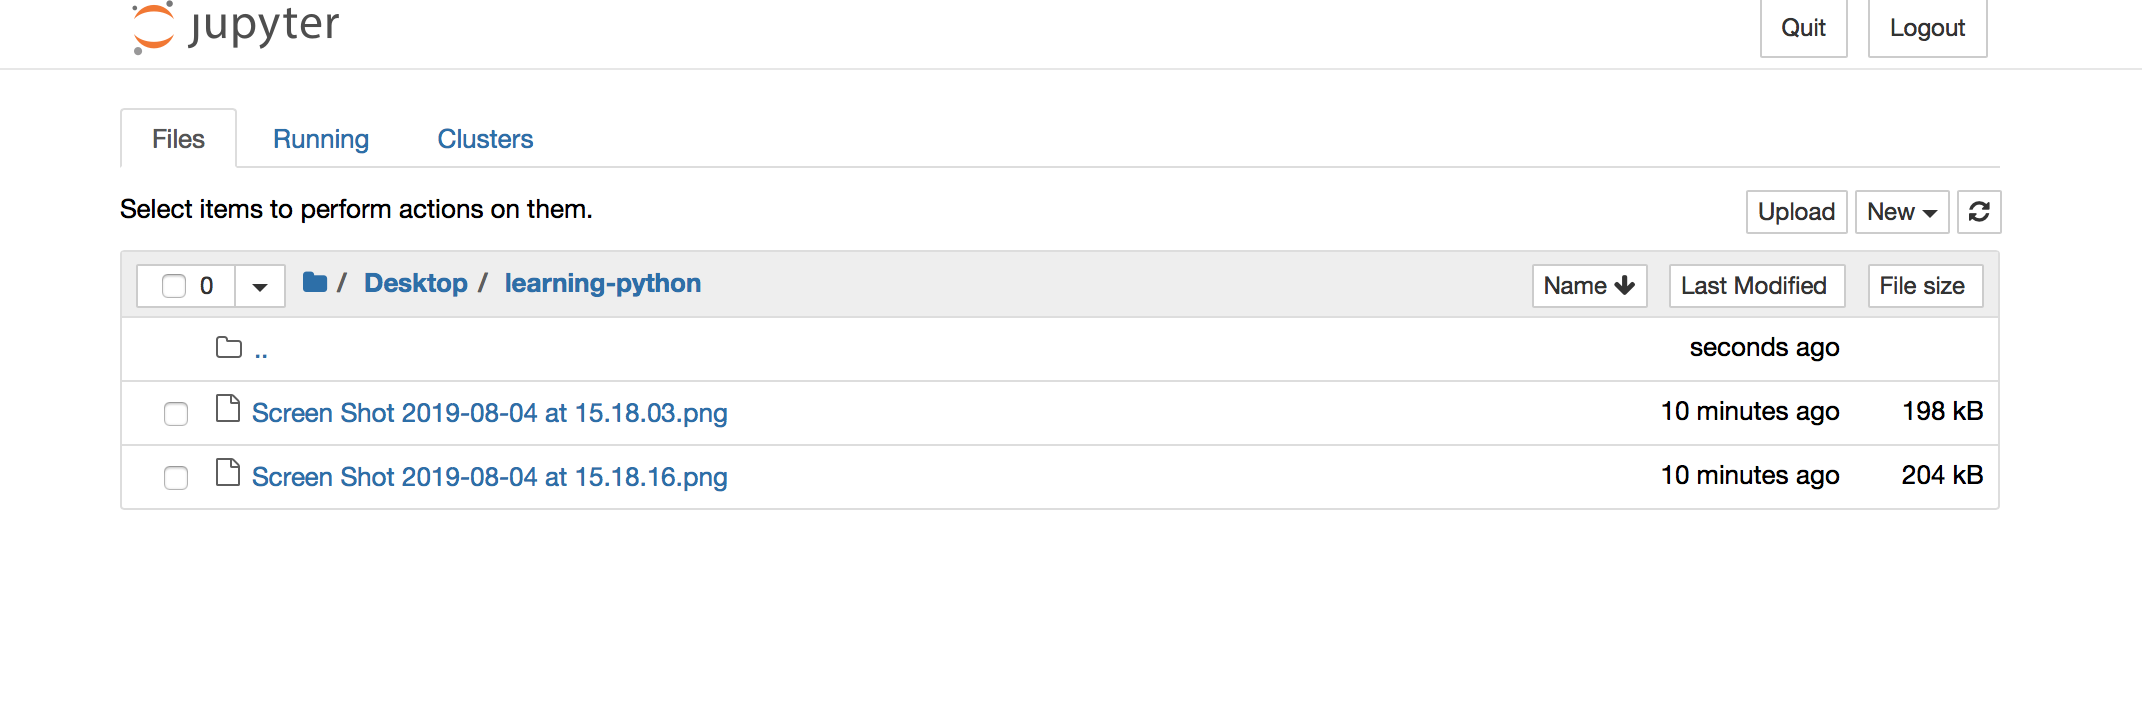 jupyter
Quit Logout
Files Running Clusters
Select items to perform actions on them.
Upload New
0 / Desktop / learning-python Name Last Modified File size
.. seconds ago
Screen Shot 2019-08-04 at 15.18.03.png 10 minutes ago 198 kB
Screen Shot 2019-08-04 at 15.18.16.png 10 minutes ago 204 kB